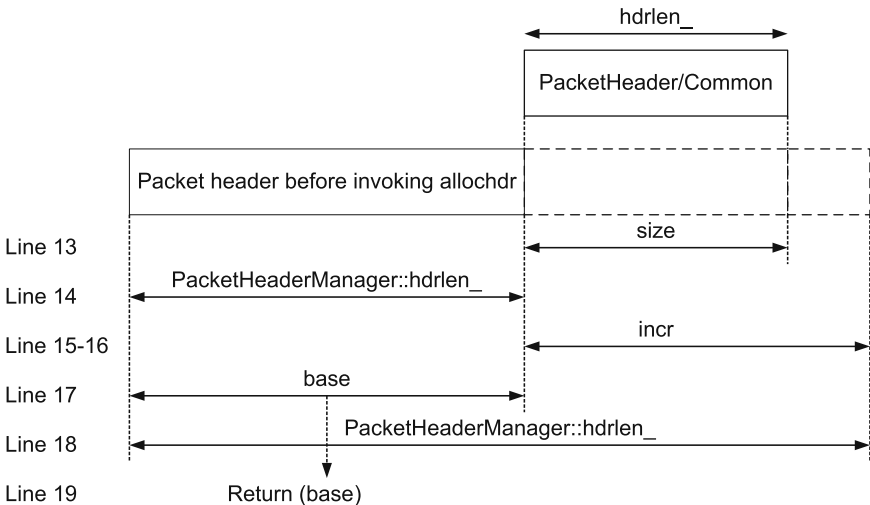 hdrlen_
PacketHeader/Common
Packet header before invoking allochdr
Line 13
size
Line 14
PacketHeaderManager::hdrlen_
Line 15-16
incr
Line 17
base
Line 18
PacketHeaderManager::hdrlen_
Line 19
Return (base)